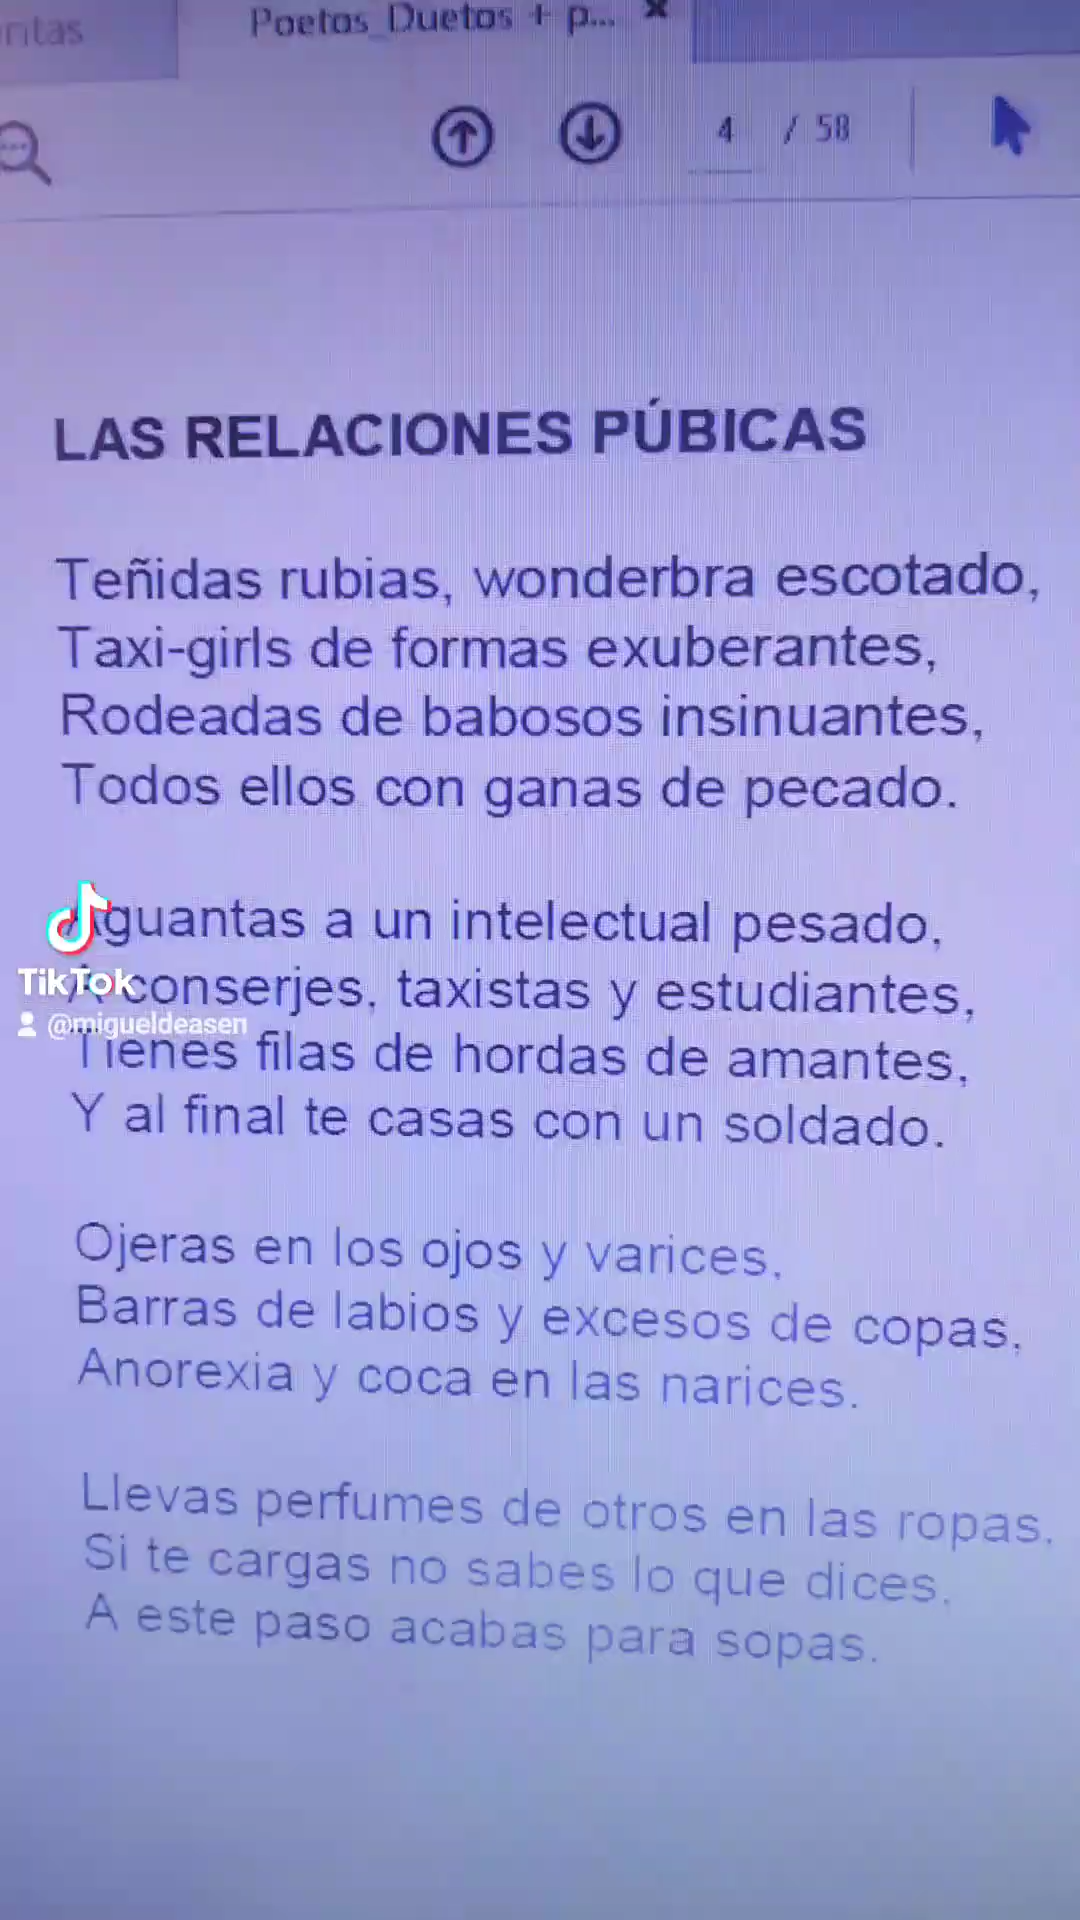 Poetas_Duetos + p... ×
4 / 58
LAS RELACIONES PÚBICAS
Teñidas rubias, wonderbra escotado,
Taxi-girls de formas exuberantes,
Rodeadas de babosos insinuantes,
Todos ellos con ganas de pecado.
Aguantas a un intelectual pesado,
A conserjes, taxistas y estudiantes,
Tienes filas de hordas de amantes,
Y al final te casas con un soldado.
TikTok
@migueldeasen
Ojeras en los ojos y varices,
Barras de labios y excesos de copas,
Anorexia y coca en las narices.
Llevas perfumes de otros en las ropas,
Si te cargas no sabes lo que dices,
A este paso acabas para sopas.